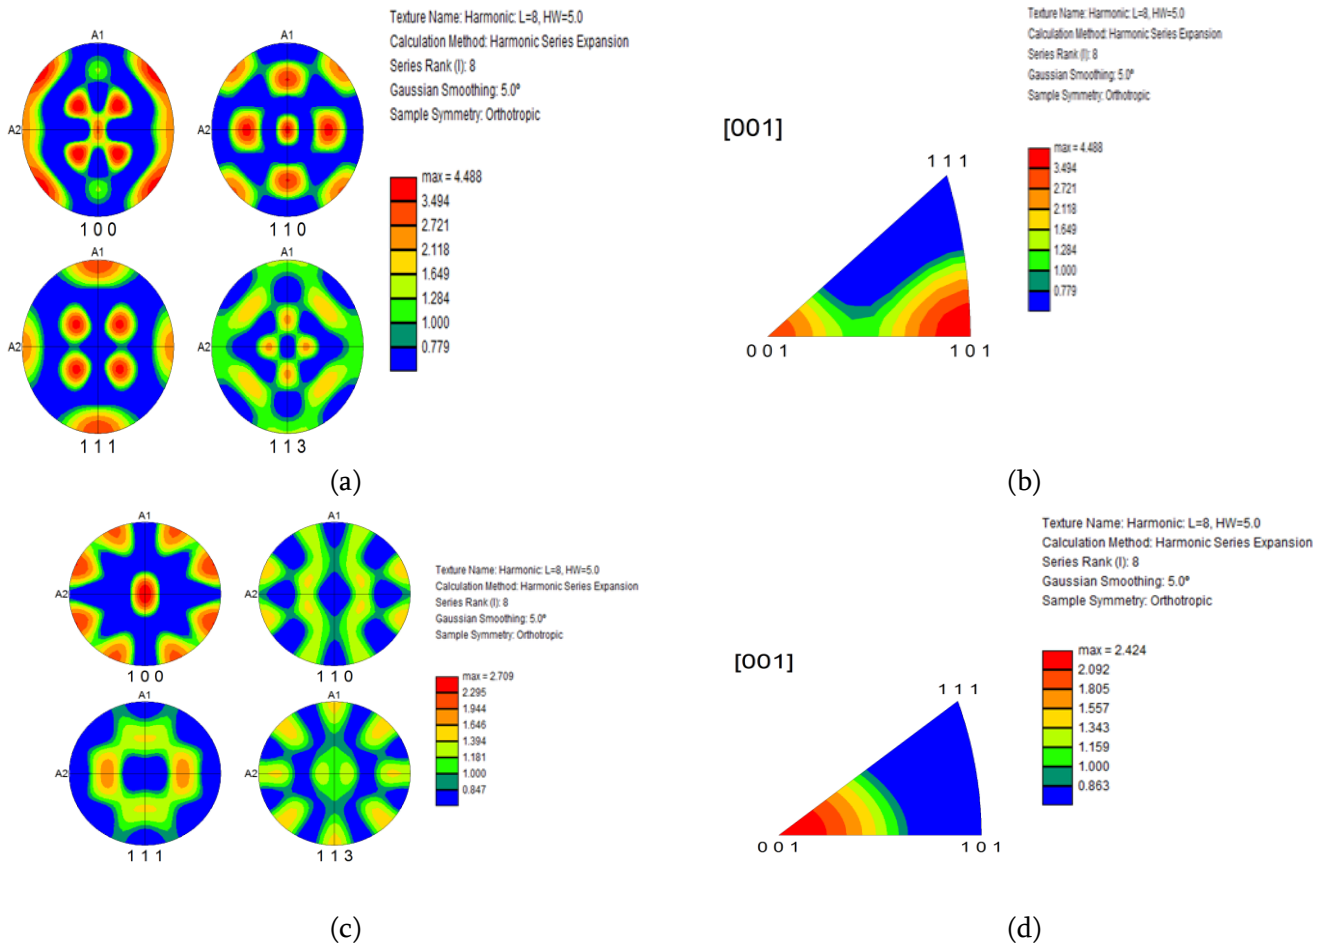 Texture Name: Harmonic: L=8, HW=5.0
Calculation Method: Harmonic Series Expansion
Series Rank (l): 8
Gaussian Smoothing: 5.0°
Sample Symmetry: Orthotropic
A1
A1
A2
A2
1 0 0
1 1 0
A1
A1
A2
A2
1 1 1
1 1 3
max = 4.488
3.494
2.721
2.118
1.649
1.284
1.000
0.779
(a)
Texture Name: Harmonic: L=8, HW=5.0
Calculation Method: Harmonic Series Expansion
Series Rank (l): 8
Gaussian Smoothing: 5.0°
Sample Symmetry: Orthotropic
[001]
1 1 1
0 0 1
1 0 1
max = 4.488
3.494
2.721
2.118
1.649
1.284
1.000
0.779
(b)
A1
A1
A2
A2
1 0 0
1 1 0
A1
A1
A2
A2
1 1 1
1 1 3
Texture Name: Harmonic: L=8, HW=5.0
Calculation Method: Harmonic Series Expansion
Series Rank (l): 8
Gaussian Smoothing: 5.0°
Sample Symmetry: Orthotropic
max = 2.709
2.295
1.944
1.646
1.394
1.181
1.000
0.847
(c)
Texture Name: Harmonic: L=8, HW=5.0
Calculation Method: Harmonic Series Expansion
Series Rank (l): 8
Gaussian Smoothing: 5.0°
Sample Symmetry: Orthotropic
[001]
1 1 1
0 0 1
1 0 1
max = 2.424
2.092
1.805
1.557
1.343
1.159
1.000
0.863
(d)